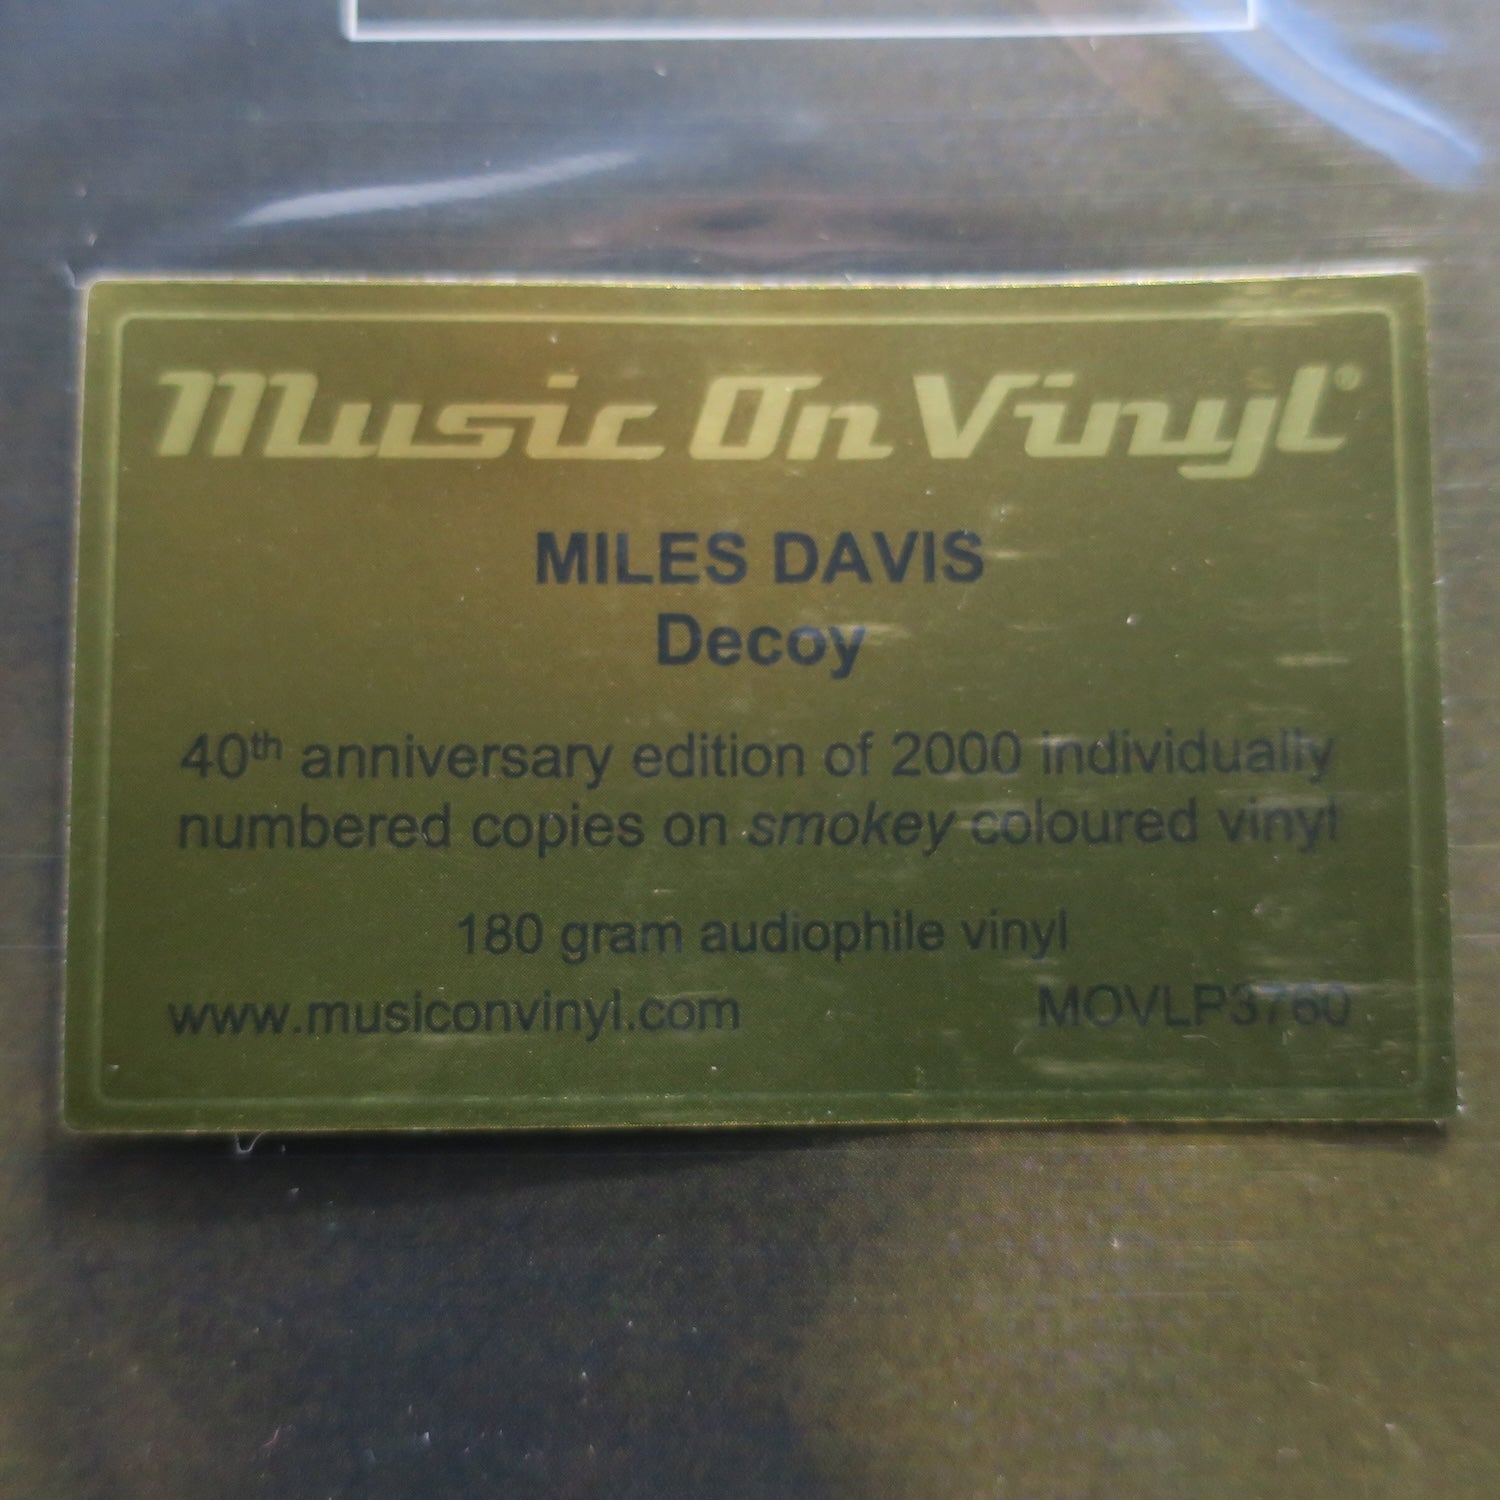 Music On Vinyl®
MILES DAVIS
Decoy
40th anniversary edition of 2000 individually
numbered copies on smokey coloured vinyl
180 gram audiophile vinyl
www.musiconvinyl.com MOVLP3760